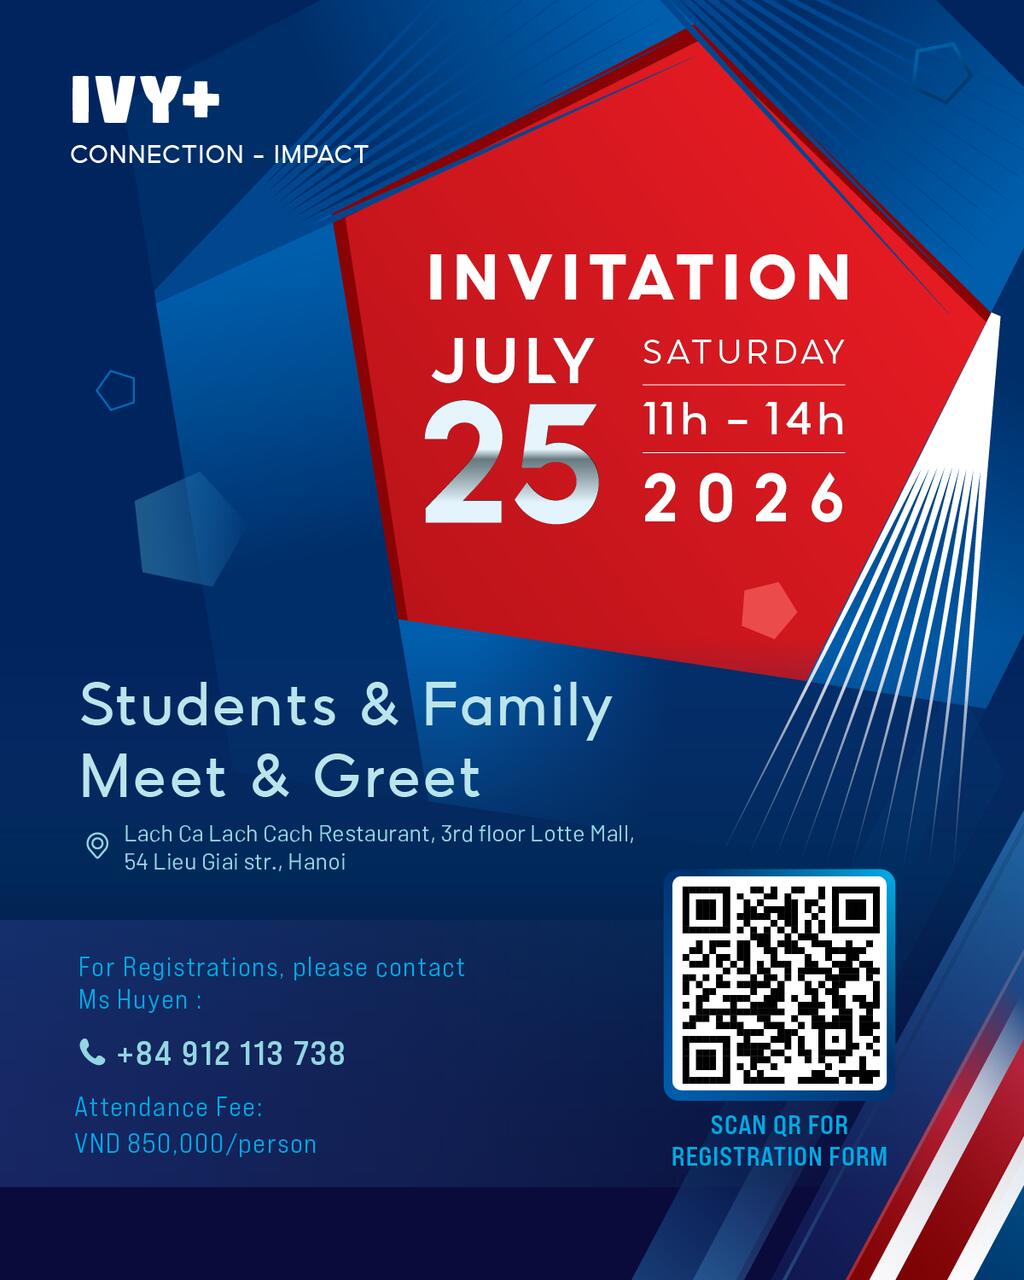 IVY+
CONNECTION - IMPACT
INVITATION
JULY
25
SATURDAY
11h - 14h
2026
Students & Family
Meet & Greet
Lach Ca Lach Cach Restaurant, 3rd floor Lotte Mall,
54 Lieu Giai str., Hanoi
For Registrations, please contact
Ms Huyen :
+84 912 113 738
Attendance Fee:
VND 850,000/person
SCAN QR FOR
REGISTRATION FORM